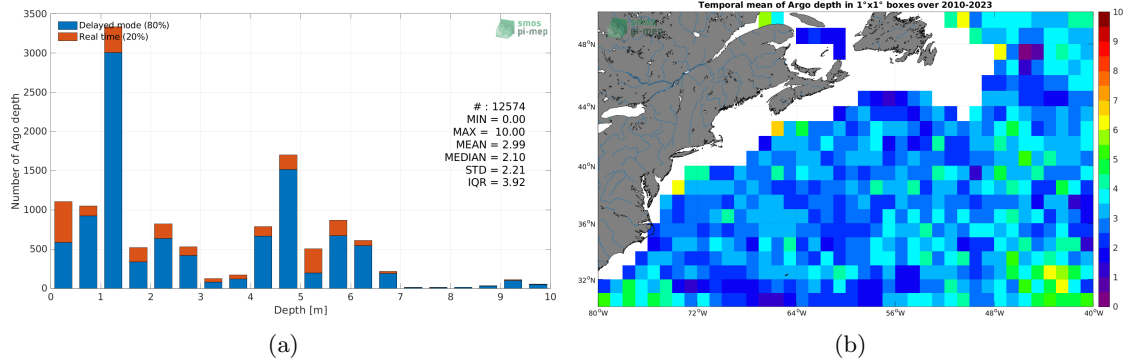 Delayed mode (80%)
Real time (20%)
smos
pi-mep
# : 12574
MIN = 0.00
MAX = 10.00
MEAN = 2.99
MEDIAN = 2.10
STD = 2.21
IQR = 3.92
Number of Argo depth
3500
3000
2500
2000
1500
1000
500
0
0 1 2 3 4 5 6 7 8 9 10
Depth [m]
(a)
Temporal mean of Argo depth in 1°x1° boxes over 2010-2023
smos
pi-mep
48°N
44°N
40°N
36°N
32°N
80°W 72°W 64°W 56°W 48°W 40°W
10
9
8
7
6
5
4
3
2
1
0
(b)